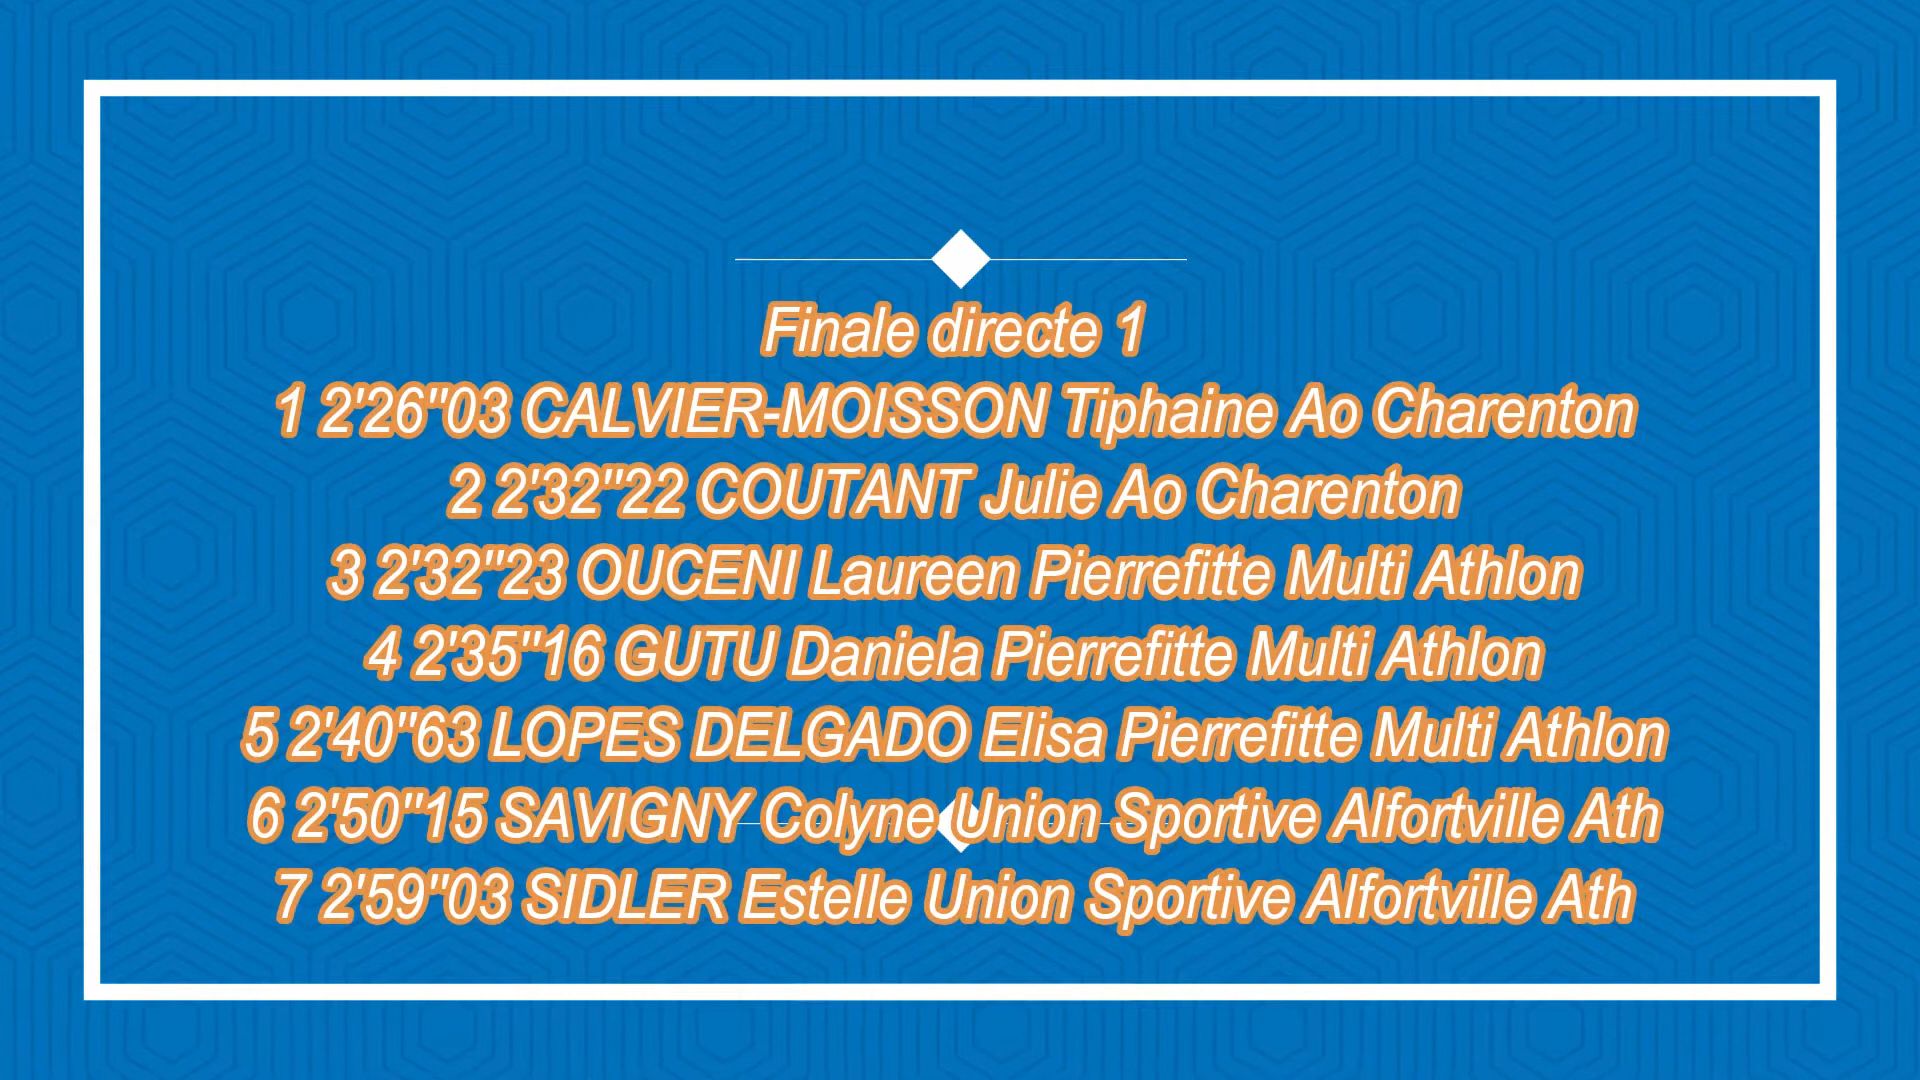 Finale directe 1
1 2'26"03 CALVIER-MOISSON Tiphaine Ao Charenton
2 2'32"22 COUTANT Julie Ao Charenton
3 2'32"23 OUCENI Laureen Pierrefitte Multi Athlon
4 2'35"16 GUTU Daniela Pierrefitte Multi Athlon
5 2'40"63 LOPES DELGADO Elisa Pierrefitte Multi Athlon
6 2'50"15 SAVIGNY Colyne Union Sportive Alfortville Ath
7 2'59"03 SIDLER Estelle Union Sportive Alfortville Ath